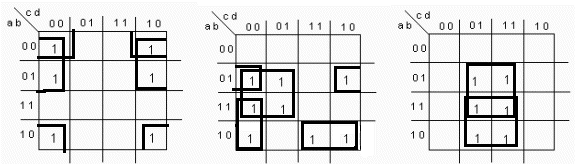 cd cd cd
ab 00 01 11 10 ab 00 01 11 10 ab 00 01 11 10
00 1 1 00 00
01 1 1 01 1 1 1 01 1 1
11 11 1 1 11 1 1
10 1 1 10 1 1 1 10 1 1